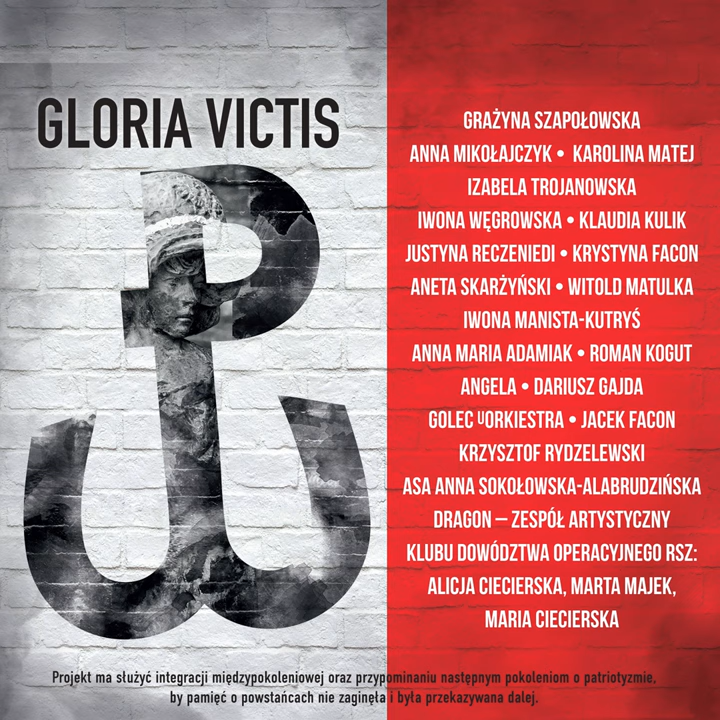 GLORIA VICTIS
GRAŻYNA SZAPOŁOWSKA
ANNA MIKOŁAJCZYK • KAROLINA MATEJ
IZABELA TROJANOWSKA
IWONA WĘGROWSKA • KLAUDIA KULIK
JUSTYNA RECZENIEDI • KRYSTYNA FACON
ANETA SKARŻYŃSKI • WITOLD MATULKA
IWONA MANISTA-KUTRYŚ
ANNA MARIA ADAMIAK • ROMAN KOGUT
ANGELA • DARIUSZ GAJDA
GOLEC uORKIESTRA • JACEK FACON
KRZYSZTOF RYDZELEWSKI
ASA ANNA SOKOŁOWSKA-ALABRUDZIŃSKA
DRAGON – ZESPÓŁ ARTYSTYCZNY
KLUBU DOWÓDZTWA OPERACYJNEGO RSZ:
ALICJA CIECIERSKA, MARTA MAJEK,
MARIA CIECIERSKA
Projekt ma służyć integracji międzypokoleniowej oraz przypominaniu następnym pokoleniom o patriotyzmie,
by pamięć o powstańcach nie zaginęła i była przekazywana dalej.